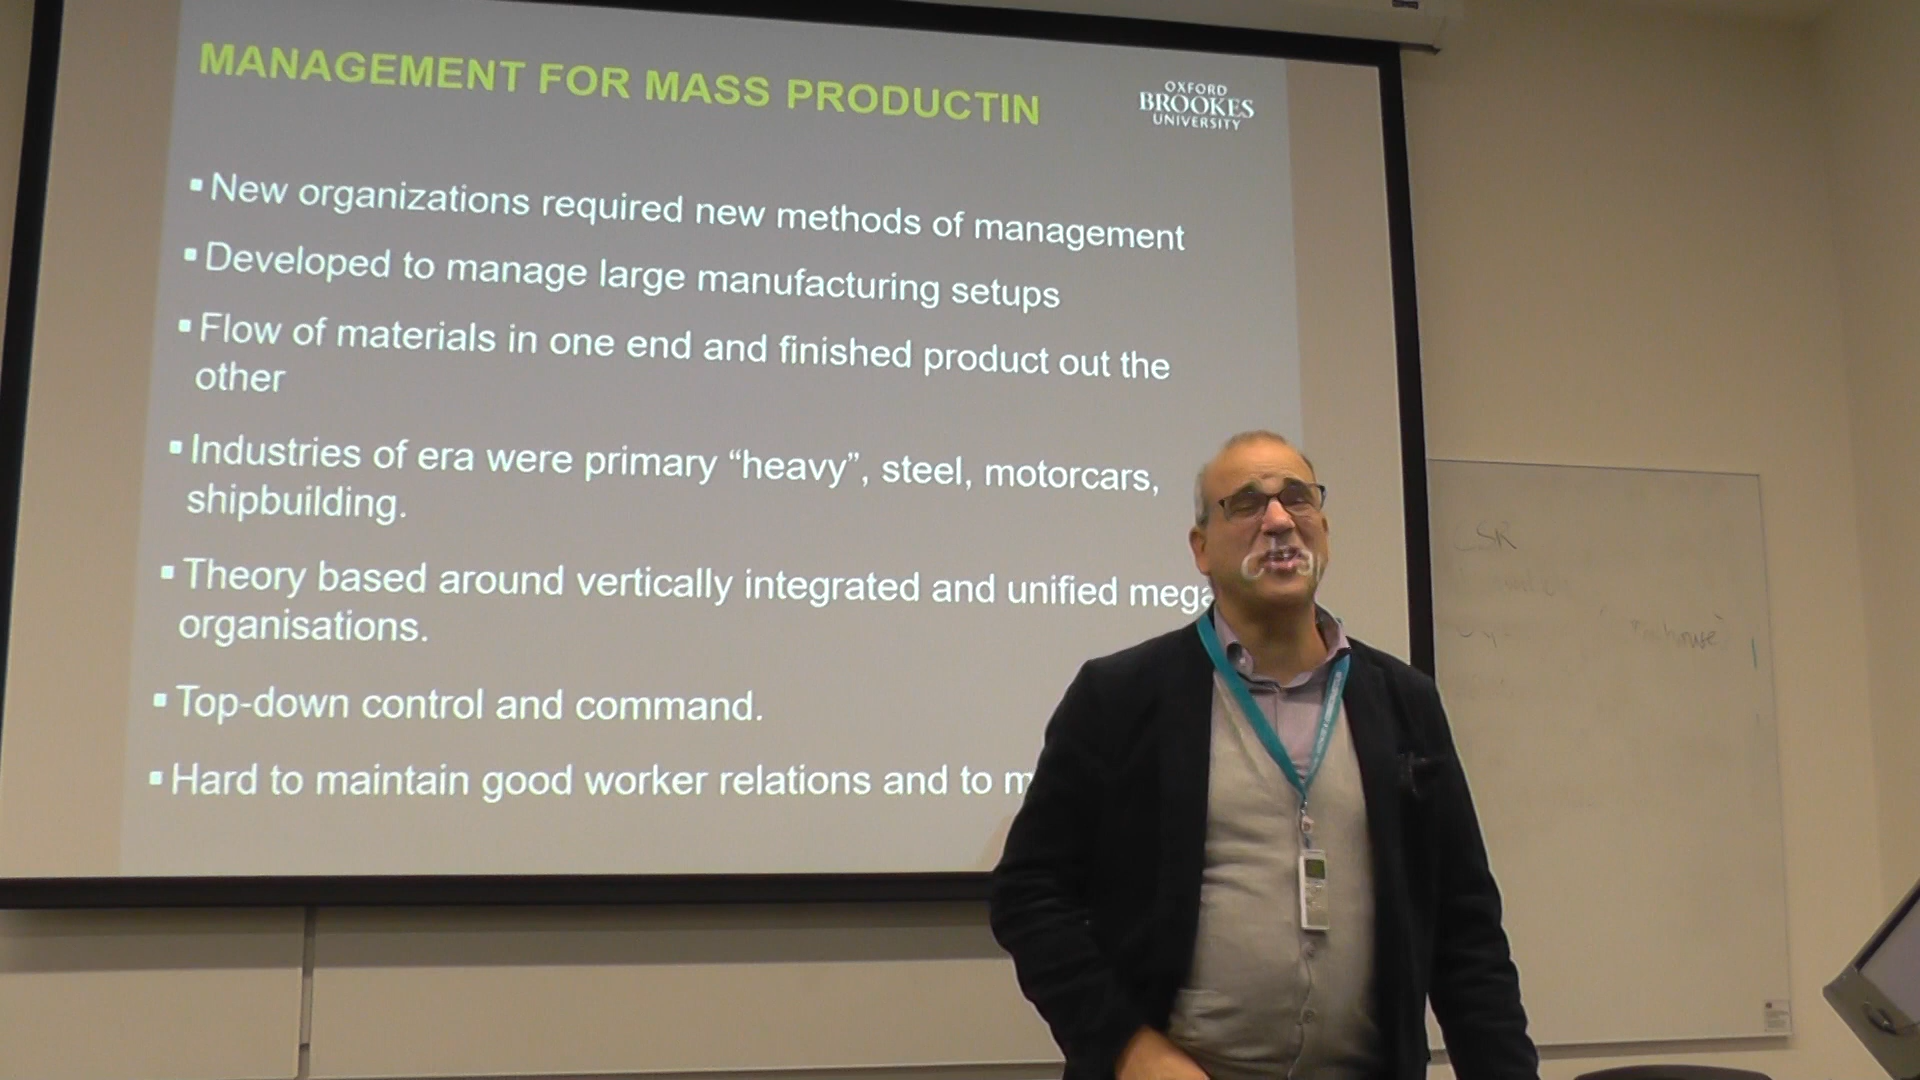 MANAGEMENT FOR MASS PRODUCTIN
OXFORD
BROOKES
UNIVERSITY
▪ New organizations required new methods of management
▪ Developed to manage large manufacturing setups
▪ Flow of materials in one end and finished product out the
other
▪ Industries of era were primary “heavy”, steel, motorcars,
shipbuilding.
▪ Theory based around vertically integrated and unified mega
organisations.
▪ Top-down control and command.
▪ Hard to maintain good worker relations and to m
CSR